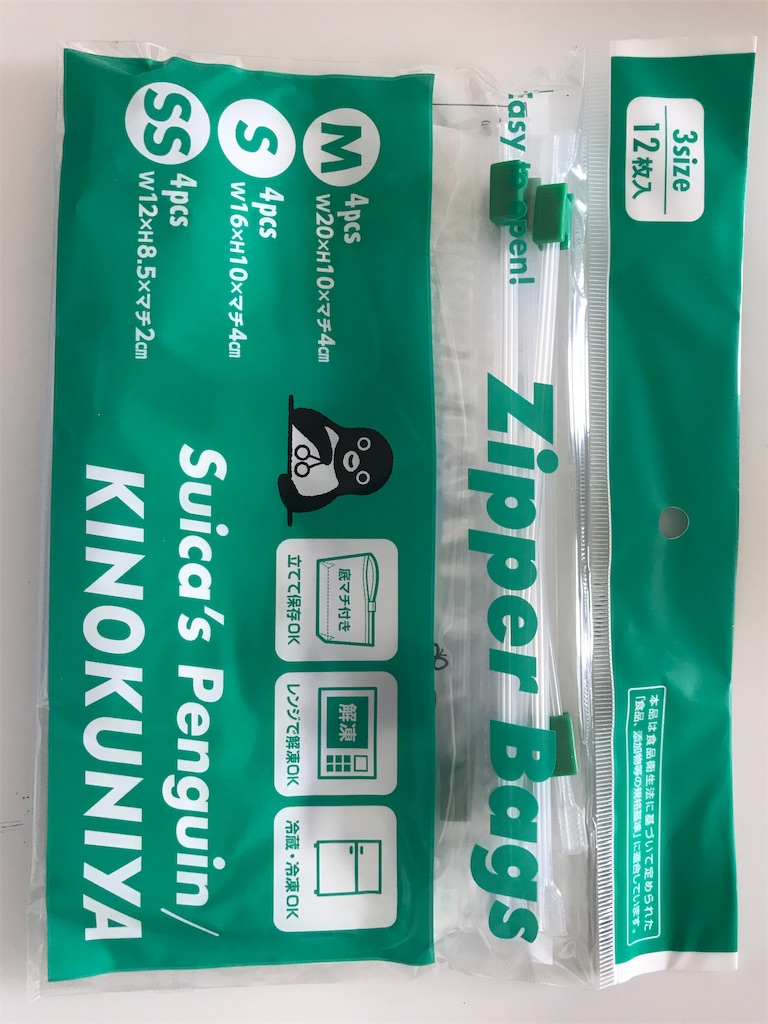 3size
12枚入
本品は食品衛生法に基づいて定められた
「食品、添加物等の規格基準」に適合しています。
Easy to open!
Zipper Bags
M
4pcs
W20×H10×マチ4㎝
S
4pcs
W16×H10×マチ4㎝
SS
4pcs
W12×H8.5×マチ2㎝
底マチ付き
立てて保存OK
解凍
レンジで解凍OK
冷蔵・冷凍OK
Suica's Penguin/
KINOKUNIYA